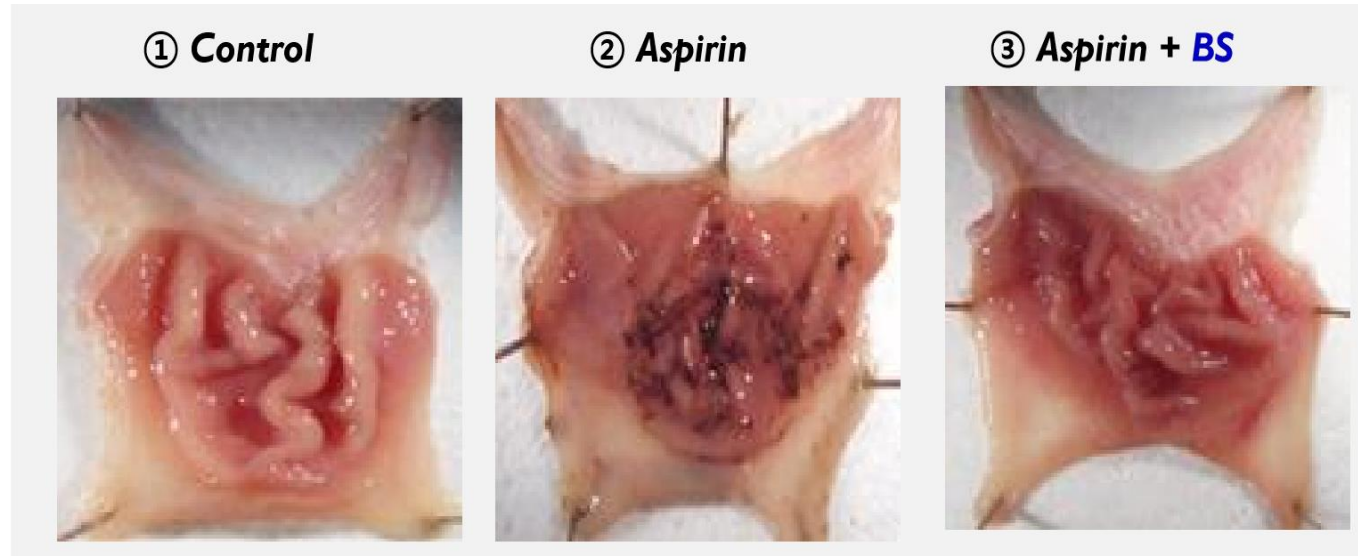 ① Control
② Aspirin
③ Aspirin + BS